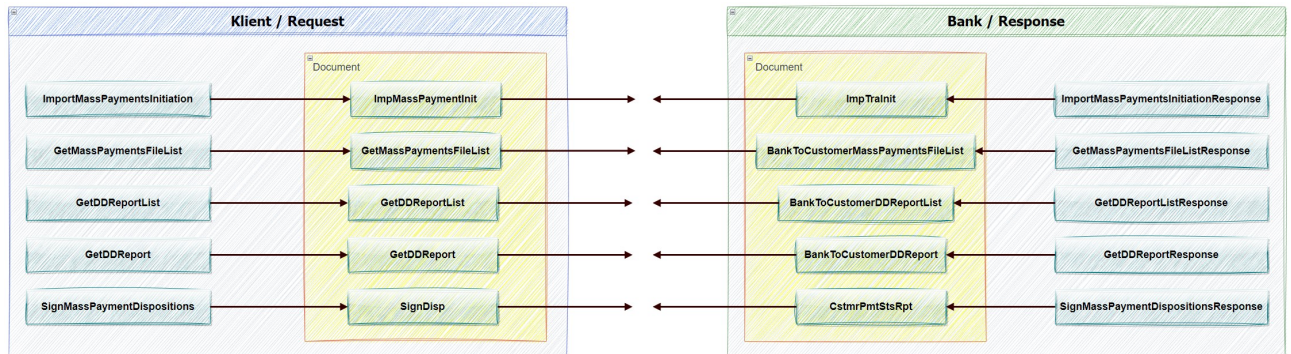 Klient / Request
Bank / Response
Document
Document
ImportMassPaymentsInitiation
ImpMassPaymentInit
ImpTraInit
ImportMassPaymentsInitiationResponse
GetMassPaymentsFileList
GetMassPaymentsFileList
BankToCustomerMassPaymentsFileList
GetMassPaymentsFileListResponse
GetDDReportList
GetDDReportList
BankToCustomerDDReportList
GetDDReportListResponse
GetDDReport
GetDDReport
BankToCustomerDDReport
GetDDReportResponse
SignMassPaymentDispositions
SignDisp
CstmrPmtStsRpt
SignMassPaymentDispositionsResponse